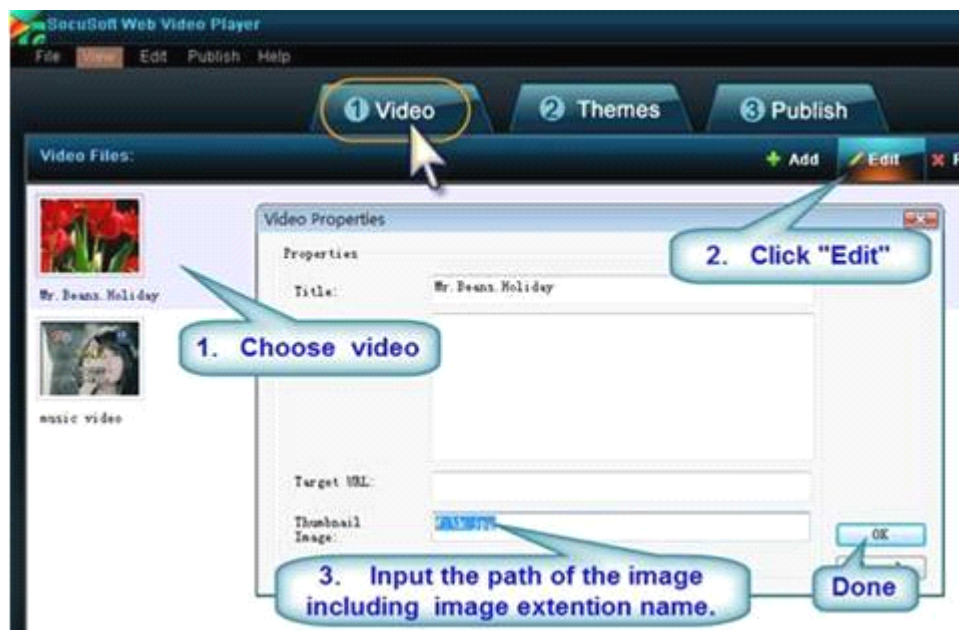 SocuSoft Web Video Player
File View Edit Publish Help
1 Video 2 Themes 3 Publish
Video Files: Add Edit
Video Properties
Properties
2. Click "Edit"
Title: Mr.Beans.Holiday
Mr.Beans.Holiday
1. Choose video
music video
Target URL:
Thumbnail
Image:
OK
3. Input the path of the image
including image extention name.
Done